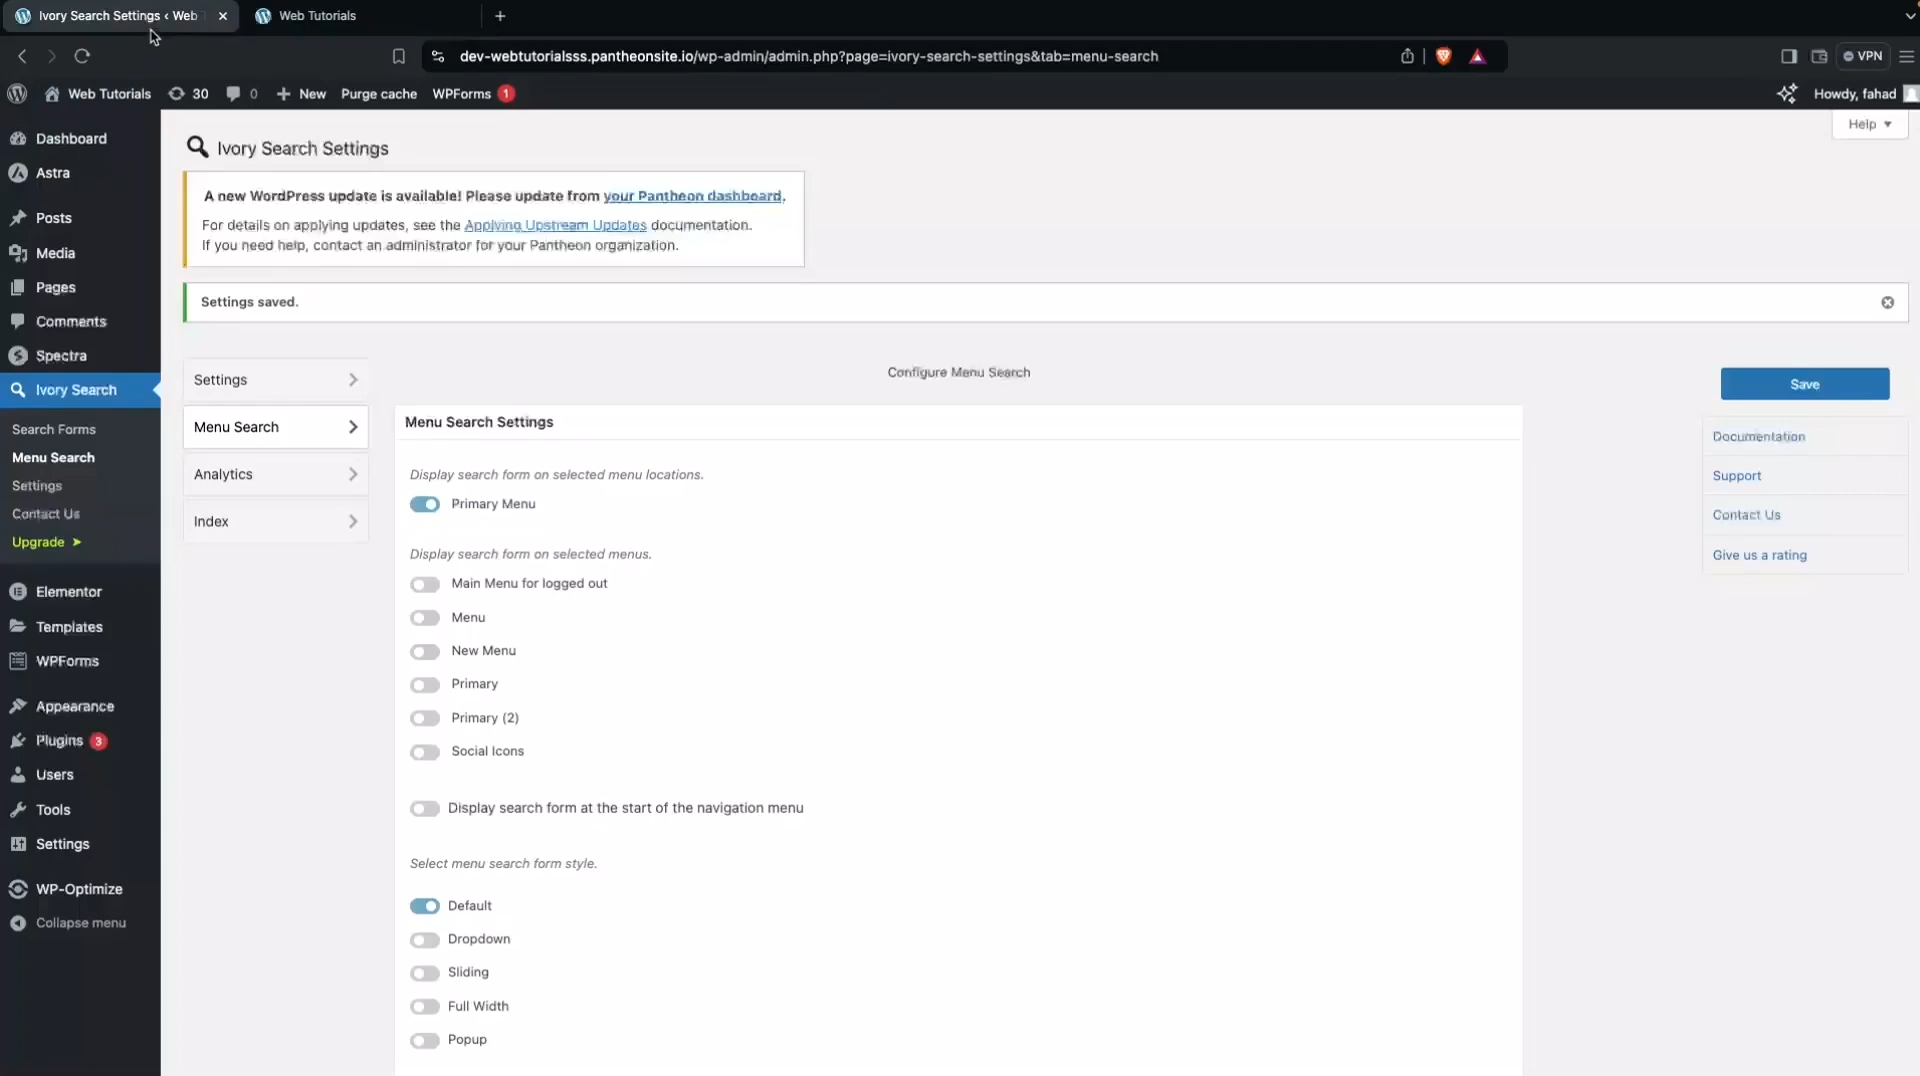 Ivory Search Settings ‹ Web
Web Tutorials
dev-webtutorialsss.pantheonsite.io/wp-admin/admin.php?page=ivory-search-settings&tab=menu-search
VPN
Web Tutorials
30
0
New
Purge cache
WPForms
1
Howdy, fahad
Help
Dashboard
Astra
Posts
Media
Pages
Comments
Spectra
Ivory Search
Search Forms
Menu Search
Settings
Contact Us
Upgrade ➤
Elementor
Templates
WPForms
Appearance
Plugins 3
Users
Tools
Settings
WP-Optimize
Collapse menu
Ivory Search Settings
A new WordPress update is available! Please update from your Pantheon dashboard.
For details on applying updates, see the Applying Upstream Updates documentation.
If you need help, contact an administrator for your Pantheon organization.
Settings saved.
Settings
Menu Search
Analytics
Index
Configure Menu Search
Menu Search Settings
Display search form on selected menu locations.
Primary Menu
Display search form on selected menus.
Main Menu for logged out
Menu
New Menu
Primary
Primary (2)
Social Icons
Display search form at the start of the navigation menu
Select menu search form style.
Default
Dropdown
Sliding
Full Width
Popup
Save
Documentation
Support
Contact Us
Give us a rating